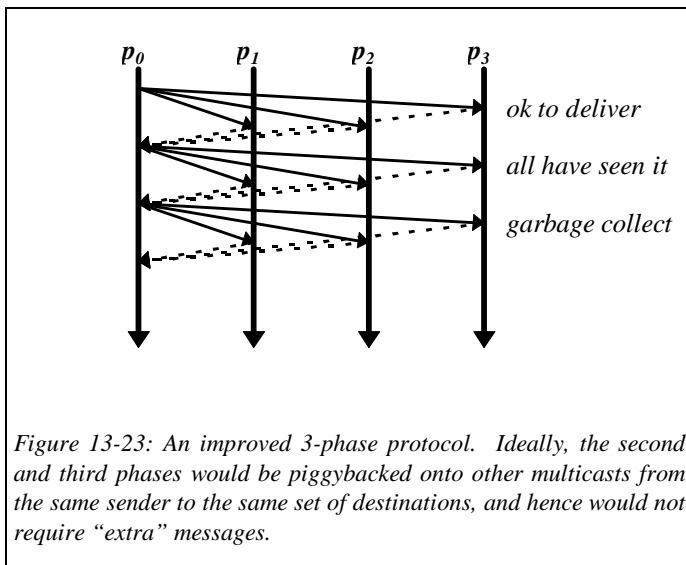 p0 p1 p2 p3
ok to deliver
all have seen it
garbage collect
Figure 13-23: An improved 3-phase protocol. Ideally, the second
and third phases would be piggybacked onto other multicasts from
the same sender to the same set of destinations, and hence would not
require “extra” messages.